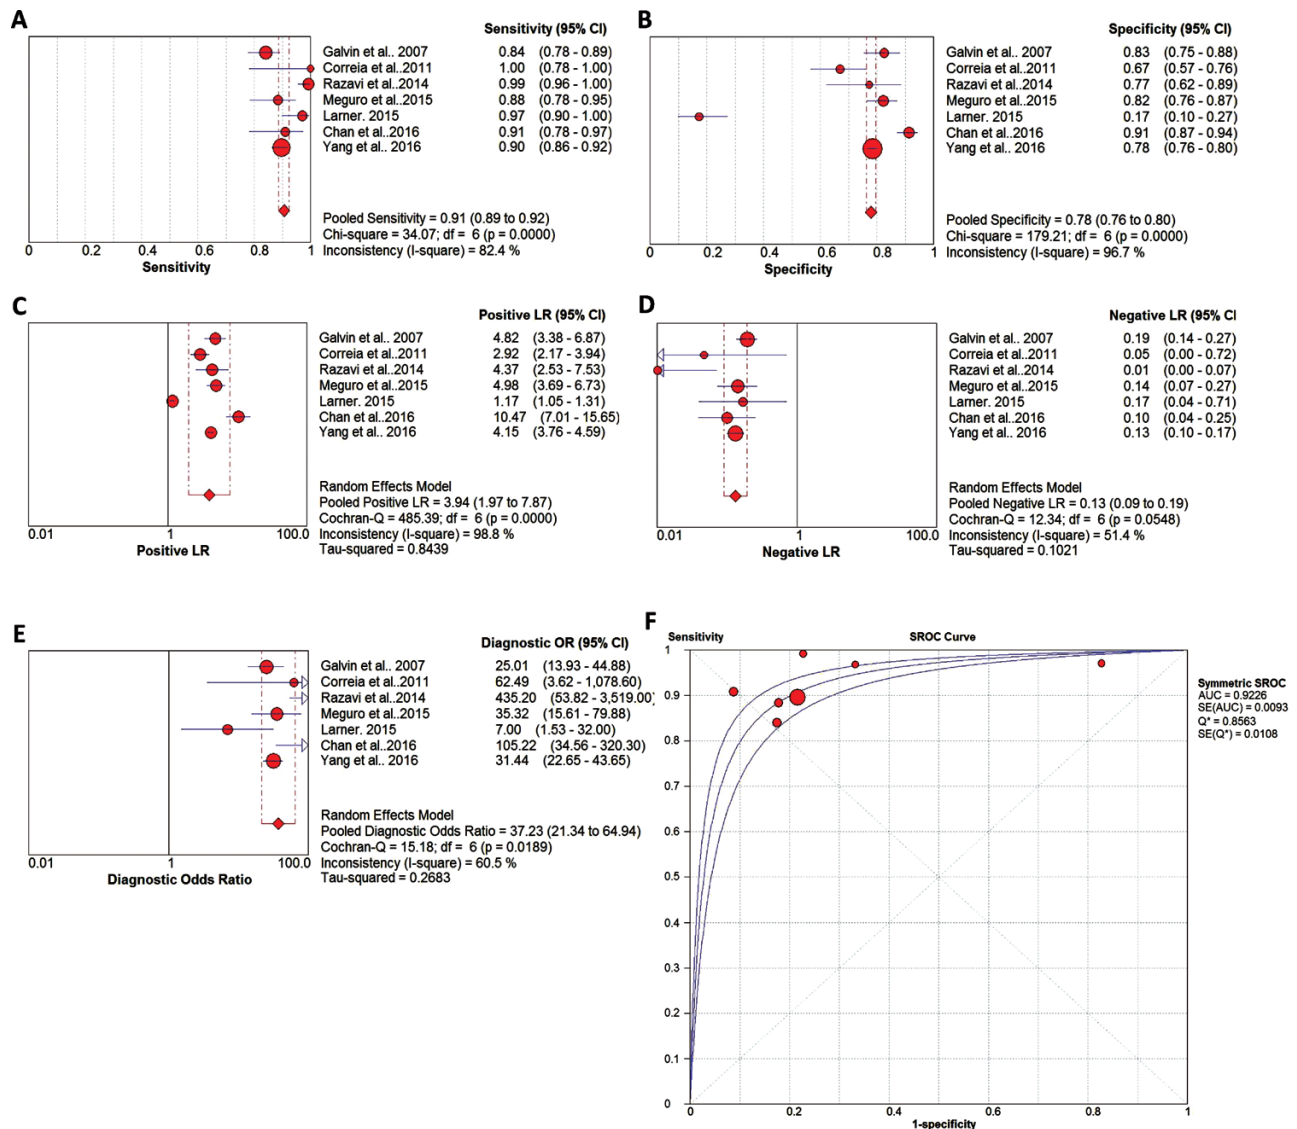 A
Sensitivity (95% CI)
Galvin et al.. 2007 0.84 (0.78 - 0.89)
Correia et al..2011 1.00 (0.78 - 1.00)
Razavi et al..2014 0.99 (0.96 - 1.00)
Meguro et al..2015 0.88 (0.78 - 0.95)
Larner. 2015 0.97 (0.90 - 1.00)
Chan et al..2016 0.91 (0.78 - 0.97)
Yang et al.. 2016 0.90 (0.86 - 0.92)
Pooled Sensitivity = 0.91 (0.89 to 0.92)
Chi-square = 34.07; df = 6 (p = 0.0000)
Inconsistency (I-square) = 82.4 %
0 0.2 0.4 0.6 0.8 1
Sensitivity
B
Specificity (95% CI)
Galvin et al.. 2007 0.83 (0.75 - 0.88)
Correia et al..2011 0.67 (0.57 - 0.76)
Razavi et al..2014 0.77 (0.62 - 0.89)
Meguro et al..2015 0.82 (0.76 - 0.87)
Larner. 2015 0.17 (0.10 - 0.27)
Chan et al..2016 0.91 (0.87 - 0.94)
Yang et al.. 2016 0.78 (0.76 - 0.80)
Pooled Specificity = 0.78 (0.76 to 0.80)
Chi-square = 179.21; df = 6 (p = 0.0000)
Inconsistency (I-square) = 96.7 %
0 0.2 0.4 0.6 0.8 1
Specificity
C
Positive LR (95% CI)
Galvin et al.. 2007 4.82 (3.38 - 6.87)
Correia et al..2011 2.92 (2.17 - 3.94)
Razavi et al..2014 4.37 (2.53 - 7.53)
Meguro et al..2015 4.98 (3.69 - 6.73)
Larner. 2015 1.17 (1.05 - 1.31)
Chan et al..2016 10.47 (7.01 - 15.65)
Yang et al.. 2016 4.15 (3.76 - 4.59)
Random Effects Model
Pooled Positive LR = 3.94 (1.97 to 7.87)
Cochran-Q = 485.39; df = 6 (p = 0.0000)
Inconsistency (I-square) = 98.8 %
Tau-squared = 0.8439
0.01 1 100.0
Positive LR
D
Negative LR (95% CI
Galvin et al.. 2007 0.19 (0.14 - 0.27)
Correia et al..2011 0.05 (0.00 - 0.72)
Razavi et al..2014 0.01 (0.00 - 0.07)
Meguro et al..2015 0.14 (0.07 - 0.27)
Larner. 2015 0.17 (0.04 - 0.71)
Chan et al..2016 0.10 (0.04 - 0.25)
Yang et al.. 2016 0.13 (0.10 - 0.17)
Random Effects Model
Pooled Negative LR = 0.13 (0.09 to 0.19)
Cochran-Q = 12.34; df = 6 (p = 0.0548)
Inconsistency (I-square) = 51.4 %
Tau-squared = 0.1021
0.01 1 100.0
Negative LR
E
Diagnostic OR (95% CI)
Galvin et al.. 2007 25.01 (13.93 - 44.88)
Correia et al..2011 62.49 (3.62 - 1,078.60)
Razavi et al..2014 435.20 (53.82 - 3,519.00)
Meguro et al..2015 35.32 (15.61 - 79.88)
Larner. 2015 7.00 (1.53 - 32.00)
Chan et al..2016 105.22 (34.56 - 320.30)
Yang et al.. 2016 31.44 (22.65 - 43.65)
Random Effects Model
Pooled Diagnostic Odds Ratio = 37.23 (21.34 to 64.94)
Cochran-Q = 15.18; df = 6 (p = 0.0189)
Inconsistency (I-square) = 60.5 %
Tau-squared = 0.2683
0.01 1 100.0
Diagnostic Odds Ratio
F
Sensitivity SROC Curve
1
0.9
0.8
0.7
0.6
0.5
0.4
0.3
0.2
0.1
0
0 0.2 0.4 0.6 0.8 1
1-specificity
Symmetric SROC
AUC = 0.9226
SE(AUC) = 0.0093
Q* = 0.8563
SE(Q*) = 0.0108